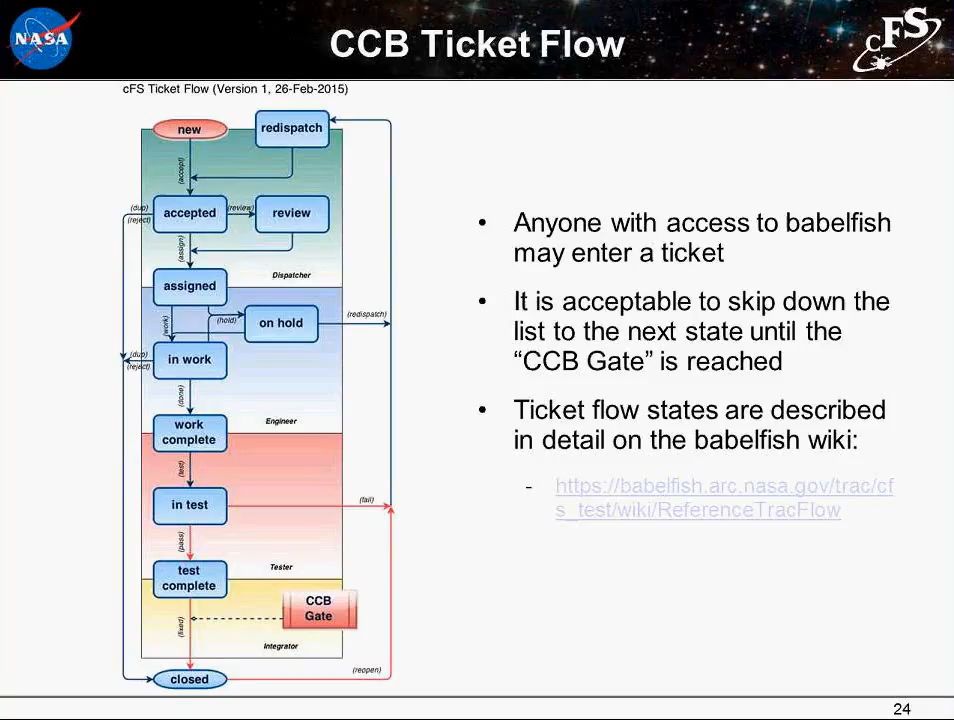 NASA
CCB Ticket Flow
cFS
cFS Ticket Flow (Version 1, 26-Feb-2015)
new
redispatch
(accept)
(dup)
(reject)
accepted
(review)
review
(assign)
Dispatcher
assigned
(work)
(hold)
on hold
(redispatch)
(dup)
(reject)
in work
(done)
Engineer
work
complete
(test)
in test
(fail)
(pass)
test
complete
Tester
CCB
Gate
(fixed)
Integrator
closed
(reopen)
• Anyone with access to babelfish
may enter a ticket
• It is acceptable to skip down the
list to the next state until the
“CCB Gate” is reached
• Ticket flow states are described
in detail on the babelfish wiki:
- https://babelfish.arc.nasa.gov/trac/cf
s_test/wiki/ReferenceTracFlow
24